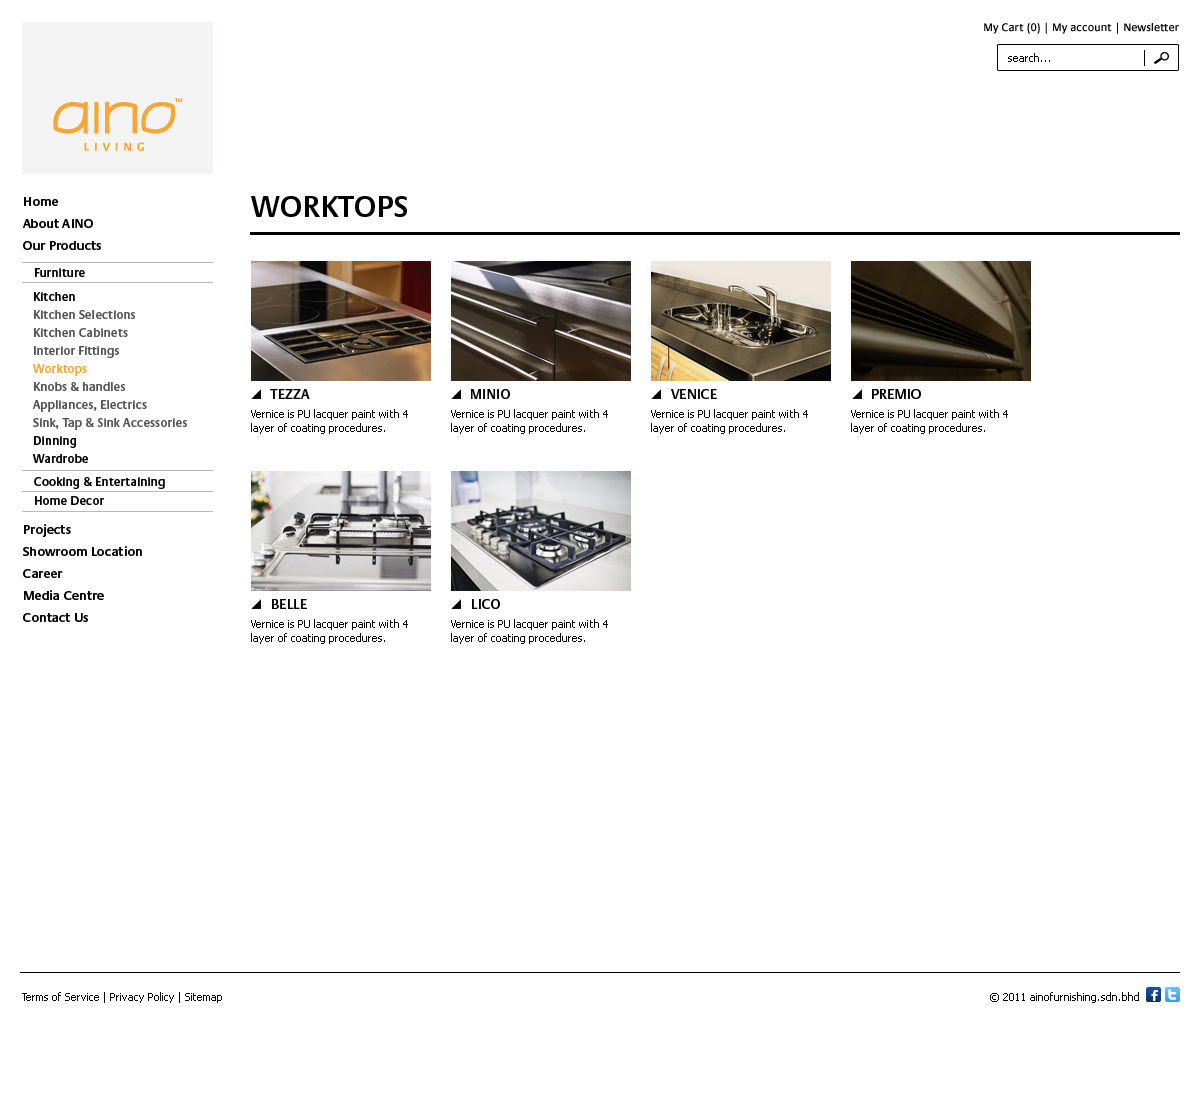 My Cart (0) | My account | Newsletter
search...
aino™
LIVING
Home
About AINO
Our Products
Furniture
Kitchen
Kitchen Selections
Kitchen Cabinets
Interior Fittings
Worktops
Knobs & handles
Appliances, Electrics
Sink, Tap & Sink Accessories
Dinning
Wardrobe
Cooking & Entertaining
Home Decor
Projects
Showroom Location
Career
Media Centre
Contact Us
WORKTOPS
TEZZA
Vernice is PU lacquer paint with 4
layer of coating procedures.
MINIO
Vernice is PU lacquer paint with 4
layer of coating procedures.
VENICE
Vernice is PU lacquer paint with 4
layer of coating procedures.
PREMIO
Vernice is PU lacquer paint with 4
layer of coating procedures.
BELLE
Vernice is PU lacquer paint with 4
layer of coating procedures.
LICO
Vernice is PU lacquer paint with 4
layer of coating procedures.
Terms of Service | Privacy Policy | Sitemap
© 2011 ainofurnishing.sdn.bhd